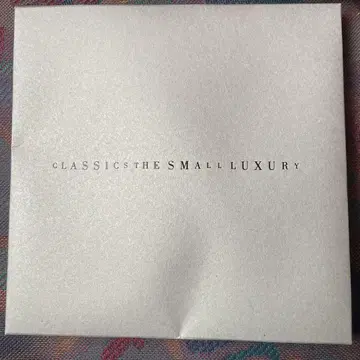 CLASSICS THE SMALL LUXURY